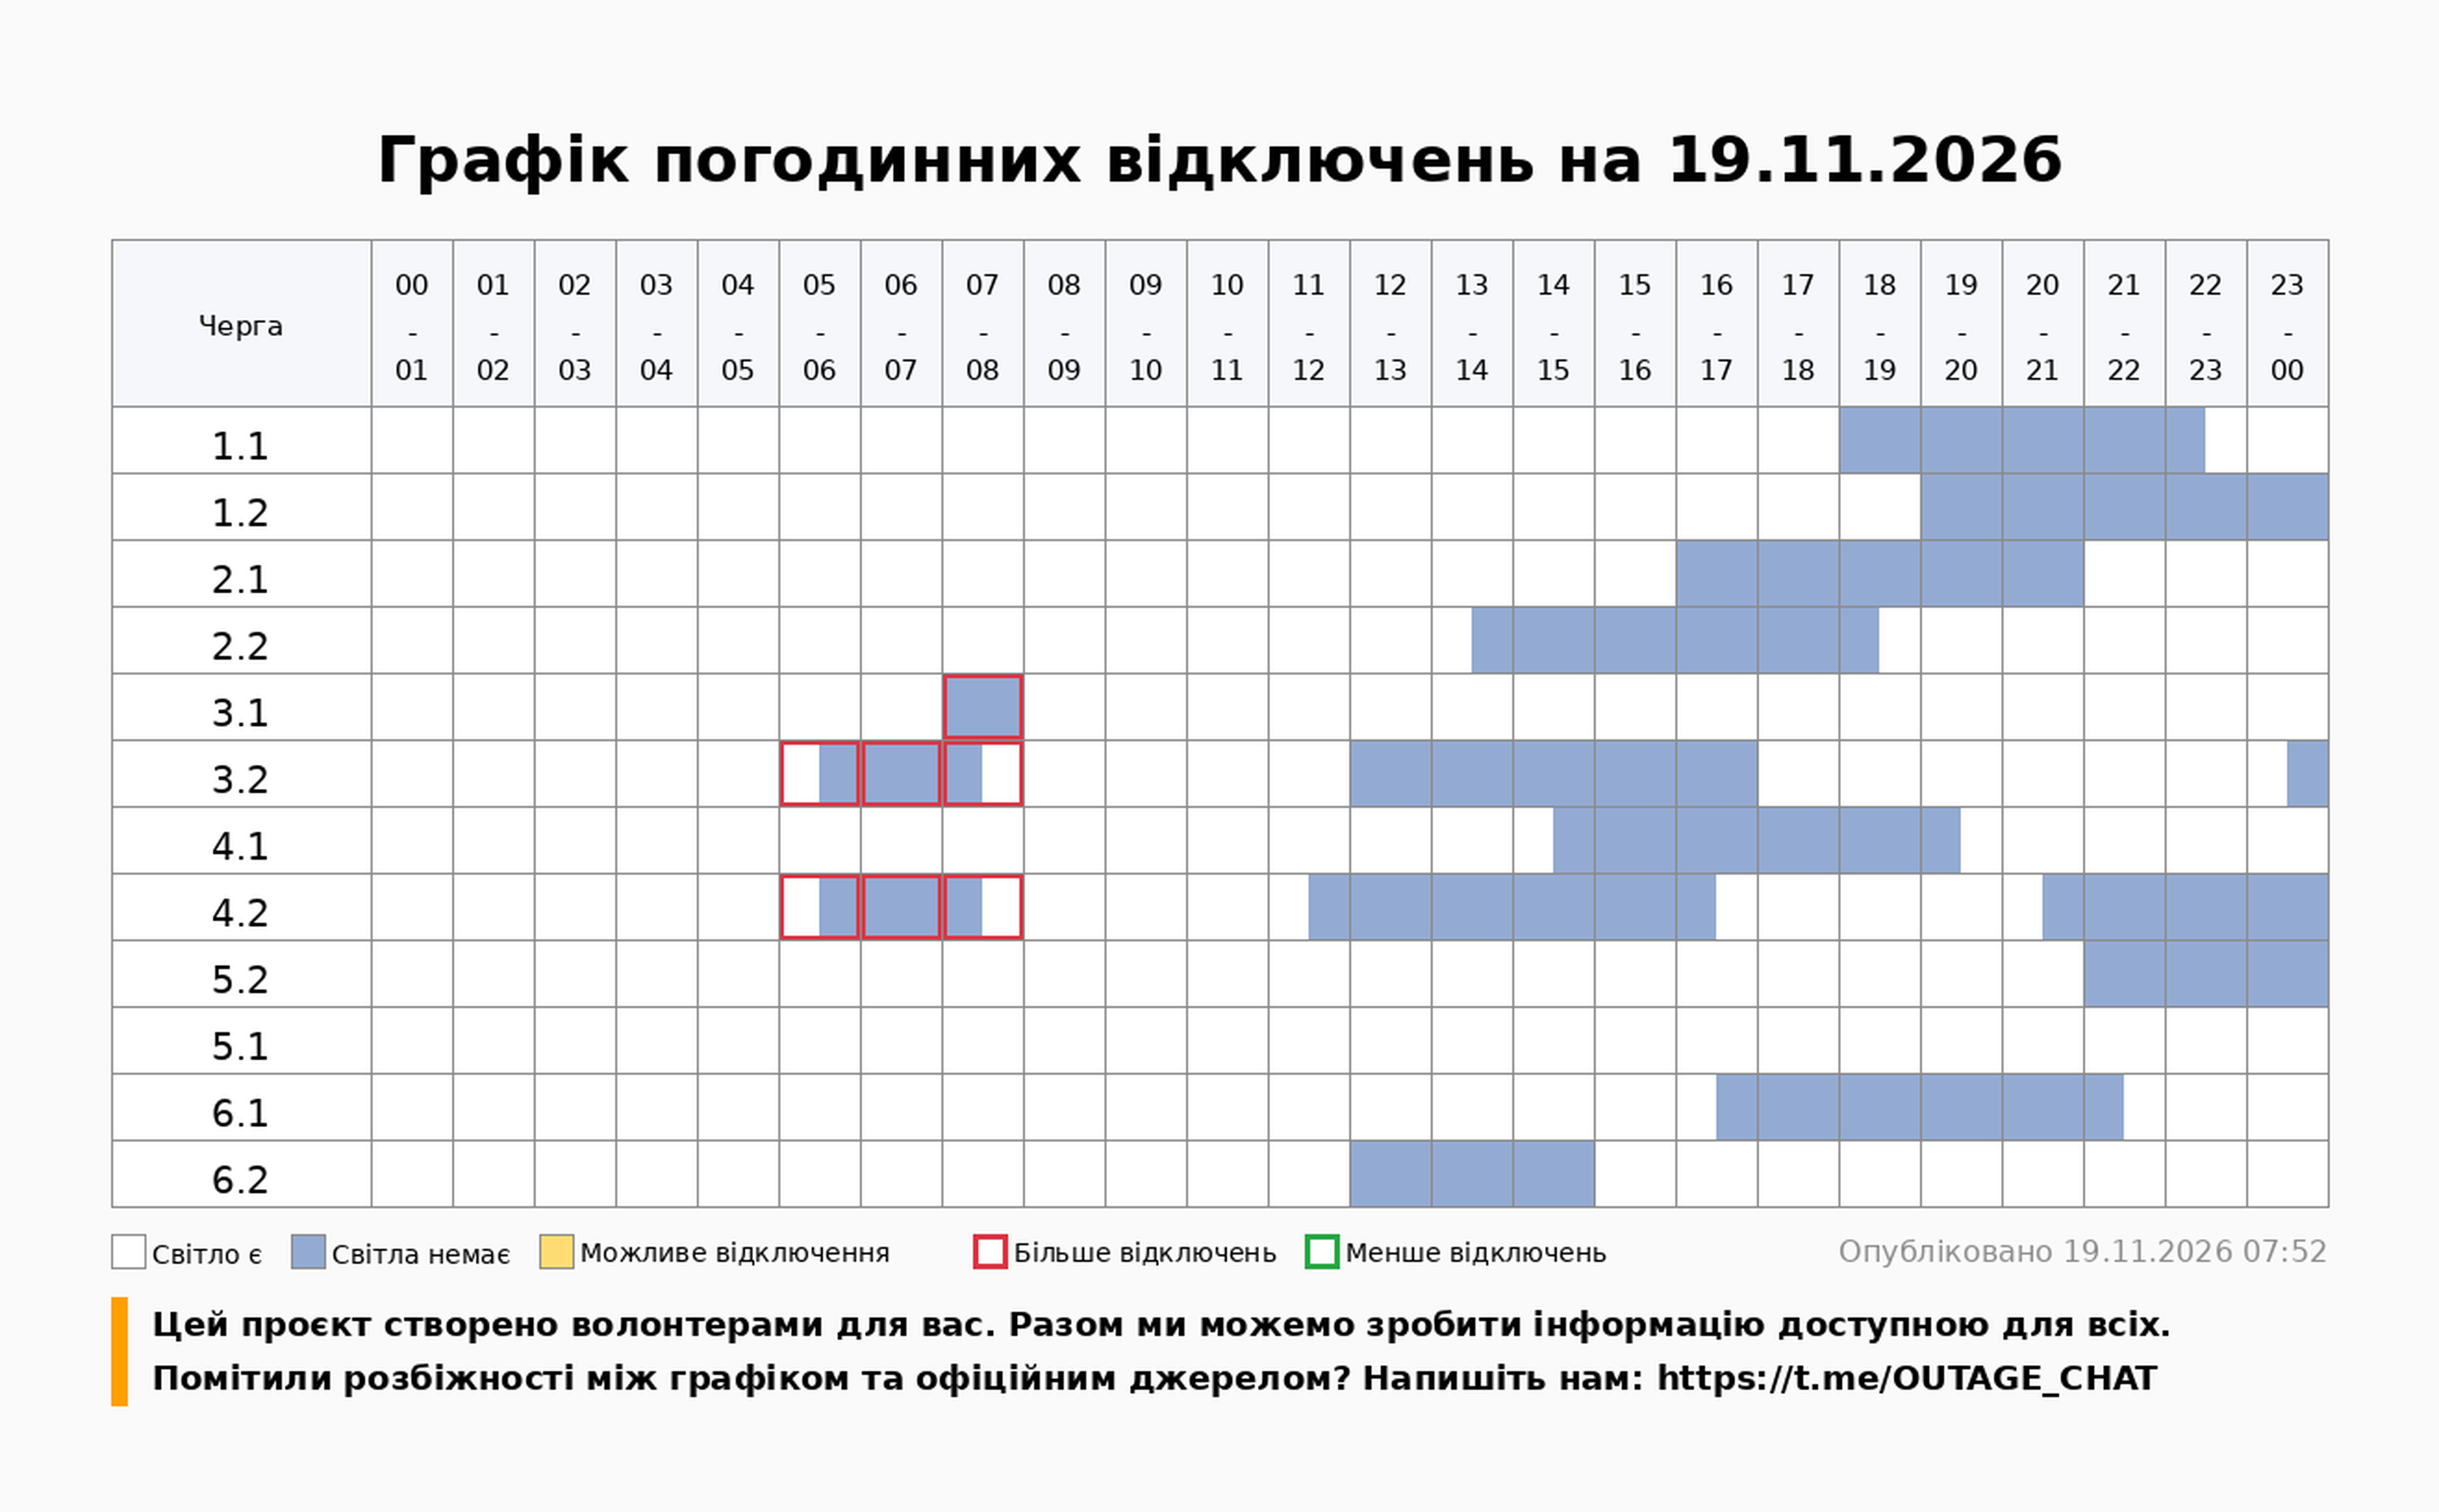 Графік погодинних відключень на 19.11.2026
Черга 00 - 01 01 - 02 02 - 03 03 - 04 04 - 05 05 - 06 06 - 07 07 - 08 08 - 09 09 - 10 10 - 11 11 - 12 12 - 13 13 - 14 14 - 15 15 - 16 16 - 17 17 - 18 18 - 19 19 - 20 20 - 21 21 - 22 22 - 23 23 - 00
1.1
1.2
2.1
2.2
3.1
3.2
4.1
4.2
5.2
5.1
6.1
6.2
Світло є Світла немає Можливе відключення Більше відключень Менше відключень Опубліковано 19.11.2026 07:52
Цей проєкт створено волонтерами для вас. Разом ми можемо зробити інформацію доступною для всіх.
Помітили розбіжності між графіком та офіційним джерелом? Напишіть нам: https://t.me/OUTAGE_CHAT